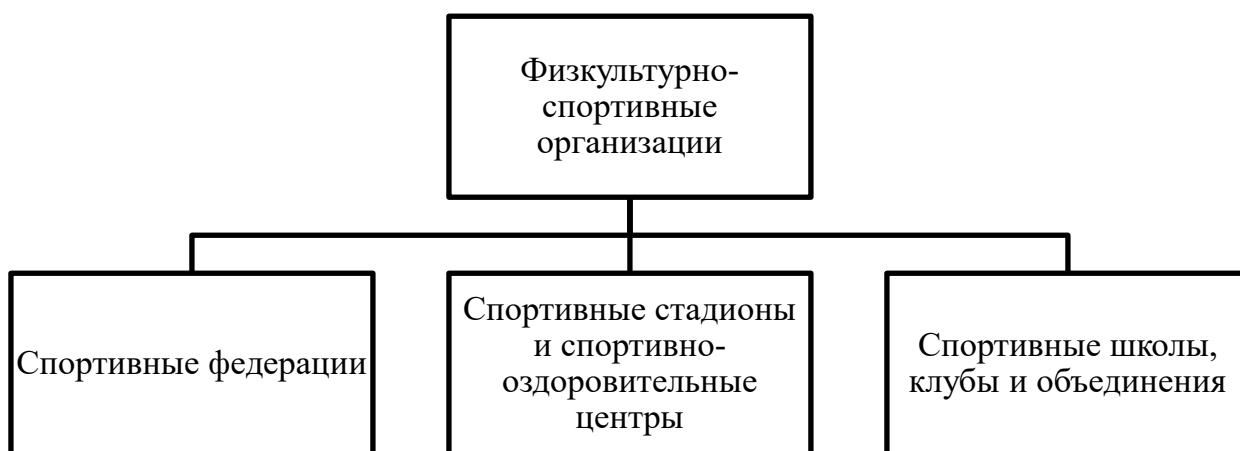 Физкультурно-
спортивные
организации
Спортивные федерации
Спортивные стадионы
и спортивно-
оздоровительные
центры
Спортивные школы,
клубы и объединения